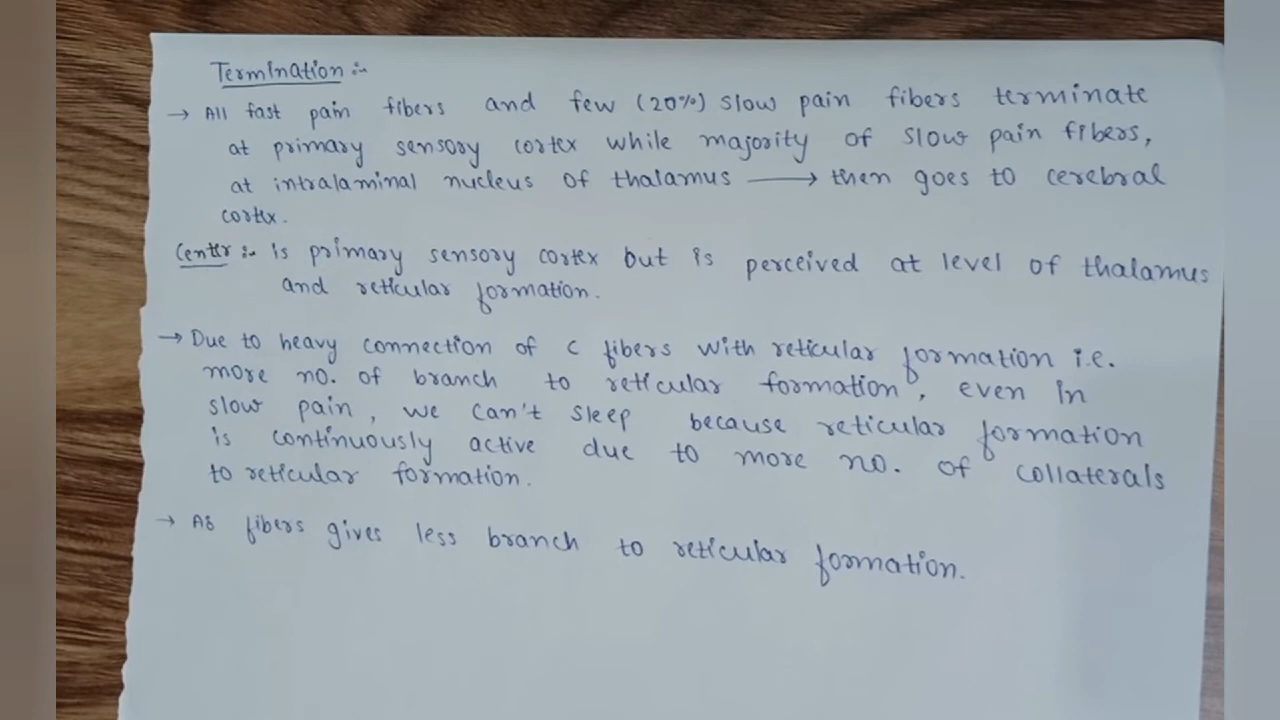 Termination :-
→ All fast pain fibers and few (20%) slow pain fibers terminate
at primary sensory cortex while majority of slow pain fibers,
at intralaminal nucleus of thalamus ⟶ then goes to cerebral
cortex.
Center :- is primary sensory cortex but is perceived at level of thalamus
and reticular formation.
→ Due to heavy connection of C fibers with reticular formation i.e.
more no. of branch to reticular formation, even in
slow pain, we can't sleep because reticular formation
is continuously active due to more no. of collaterals
to reticular formation.
→ Aδ fibers gives less branch to reticular formation.